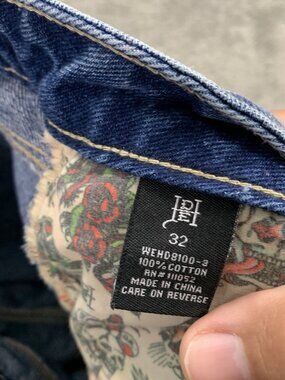 32
WEHD8100-3
100% COTTON
RN# 111052
MADE IN CHINA
CARE ON REVERSE